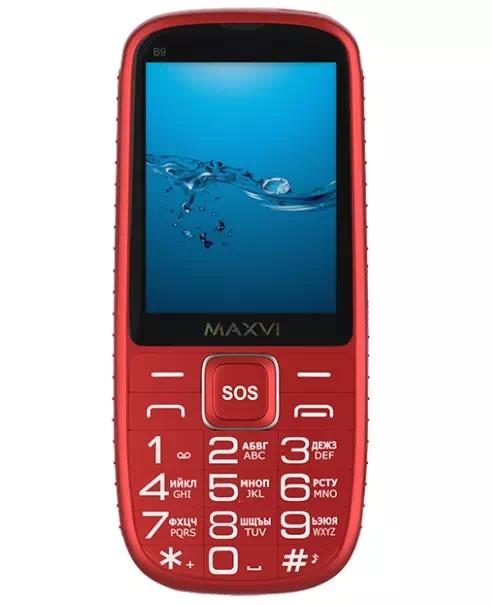 B9
MAXVI
SOS
1
2 АБВГ ABC
3 ДЕЖЗ DEF
4 ИЙКЛ GHI
5 МНОП JKL
6 РСТУ MNO
7 ФХЦЧ PQRS
8 ШЩЪЫ TUV
9 ЬЭЮЯ WXYZ
* +
0
# ♪